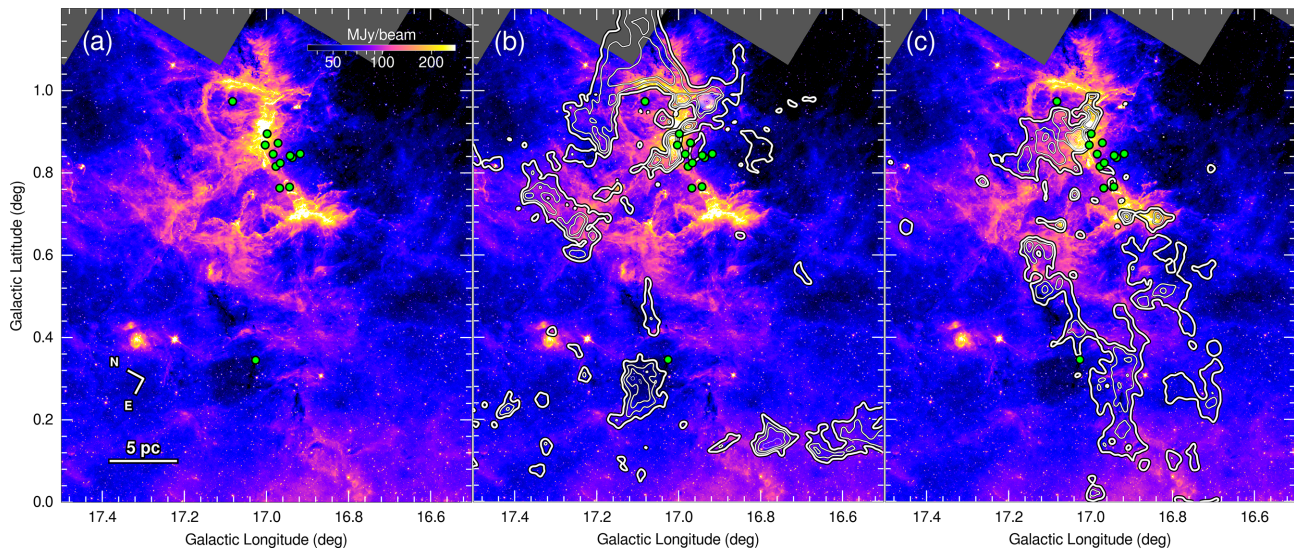 (a)
MJy/beam
50 100 200
(b)
(c)
1.0
0.8
0.6
0.4
0.2
0.0
Galactic Latitude (deg)
N
E
5 pc
17.4 17.2 17.0 16.8 16.6
17.4 17.2 17.0 16.8 16.6
17.4 17.2 17.0 16.8 16.6
Galactic Longitude (deg)
Galactic Longitude (deg)
Galactic Longitude (deg)